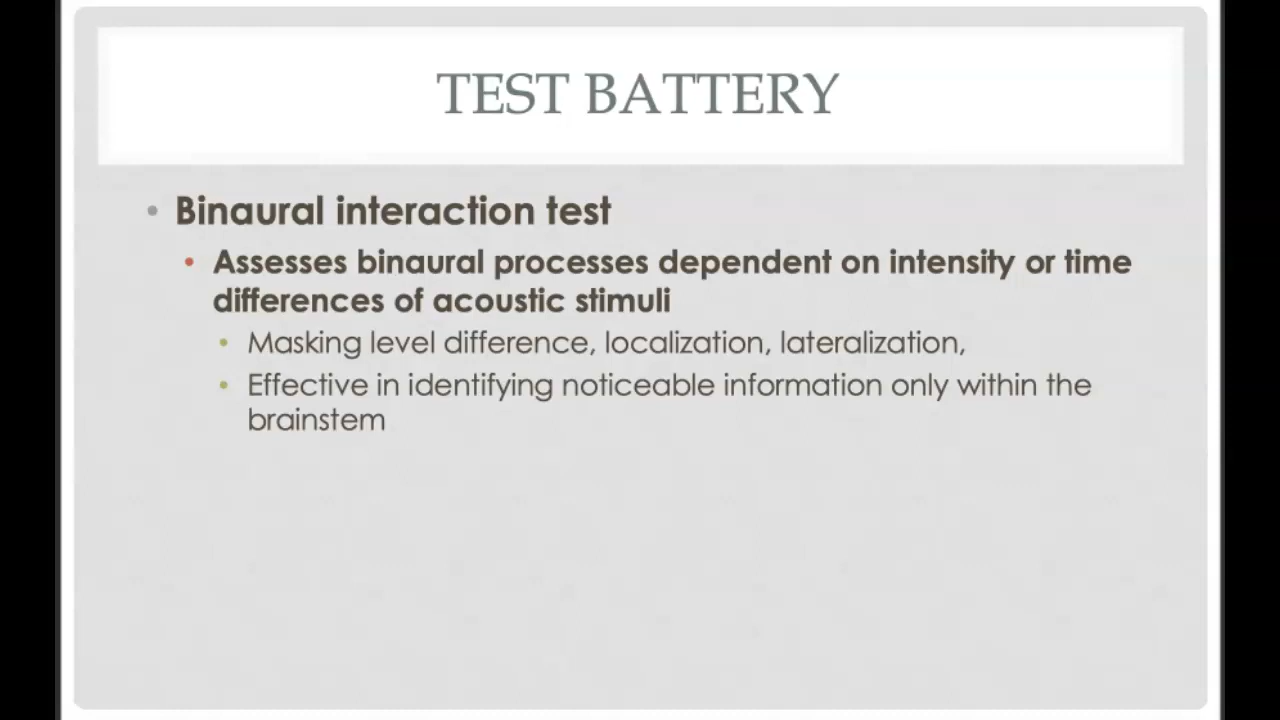 TEST BATTERY
• Binaural interaction test
• Assesses binaural processes dependent on intensity or time
differences of acoustic stimuli
• Masking level difference, localization, lateralization,
• Effective in identifying noticeable information only within the
brainstem